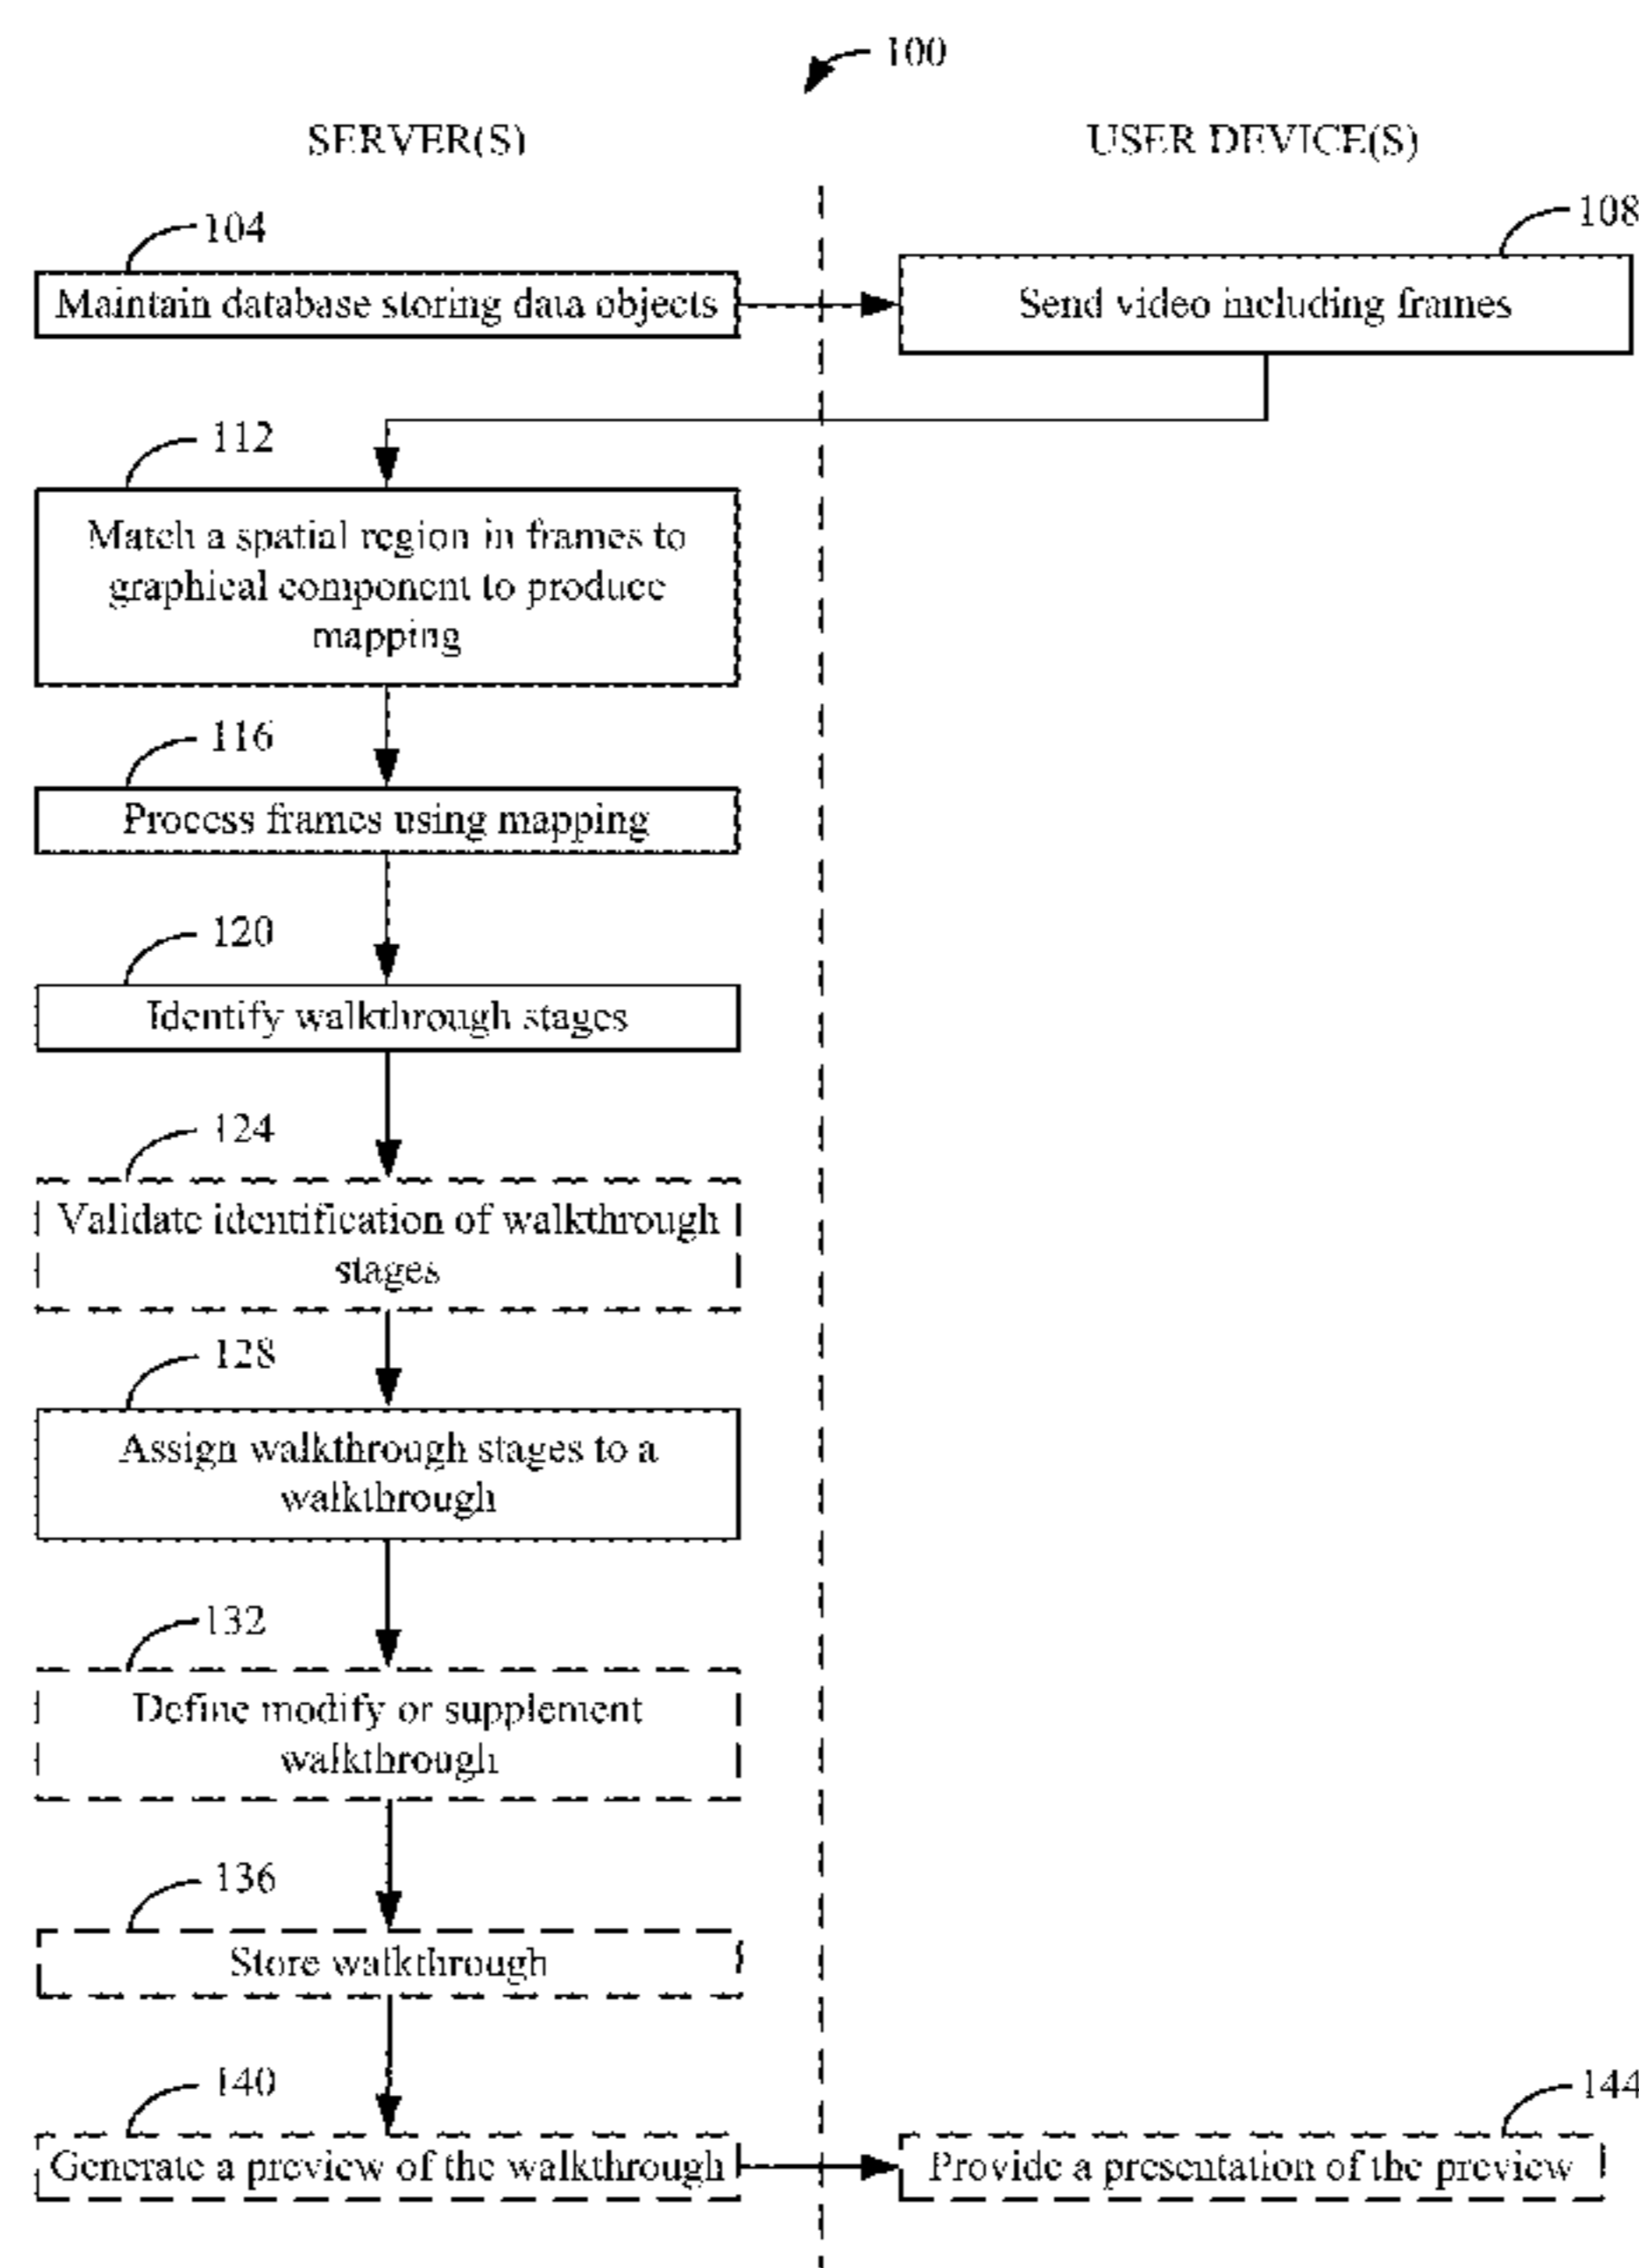 100
SERVER(S)
USER DEVICE(S)
104
108
Maintain database storing data objects
Send video including frames
112
Match a spatial region in frames to
graphical component to produce
mapping
116
Process frames using mapping
120
Identify walkthrough stages
124
Validate identification of walkthrough
stages
128
Assign walkthrough stages to a
walkthrough
132
Define modify or supplement
walkthrough
136
Store walkthrough
140
144
Generate a preview of the walkthrough
Provide a presentation of the preview